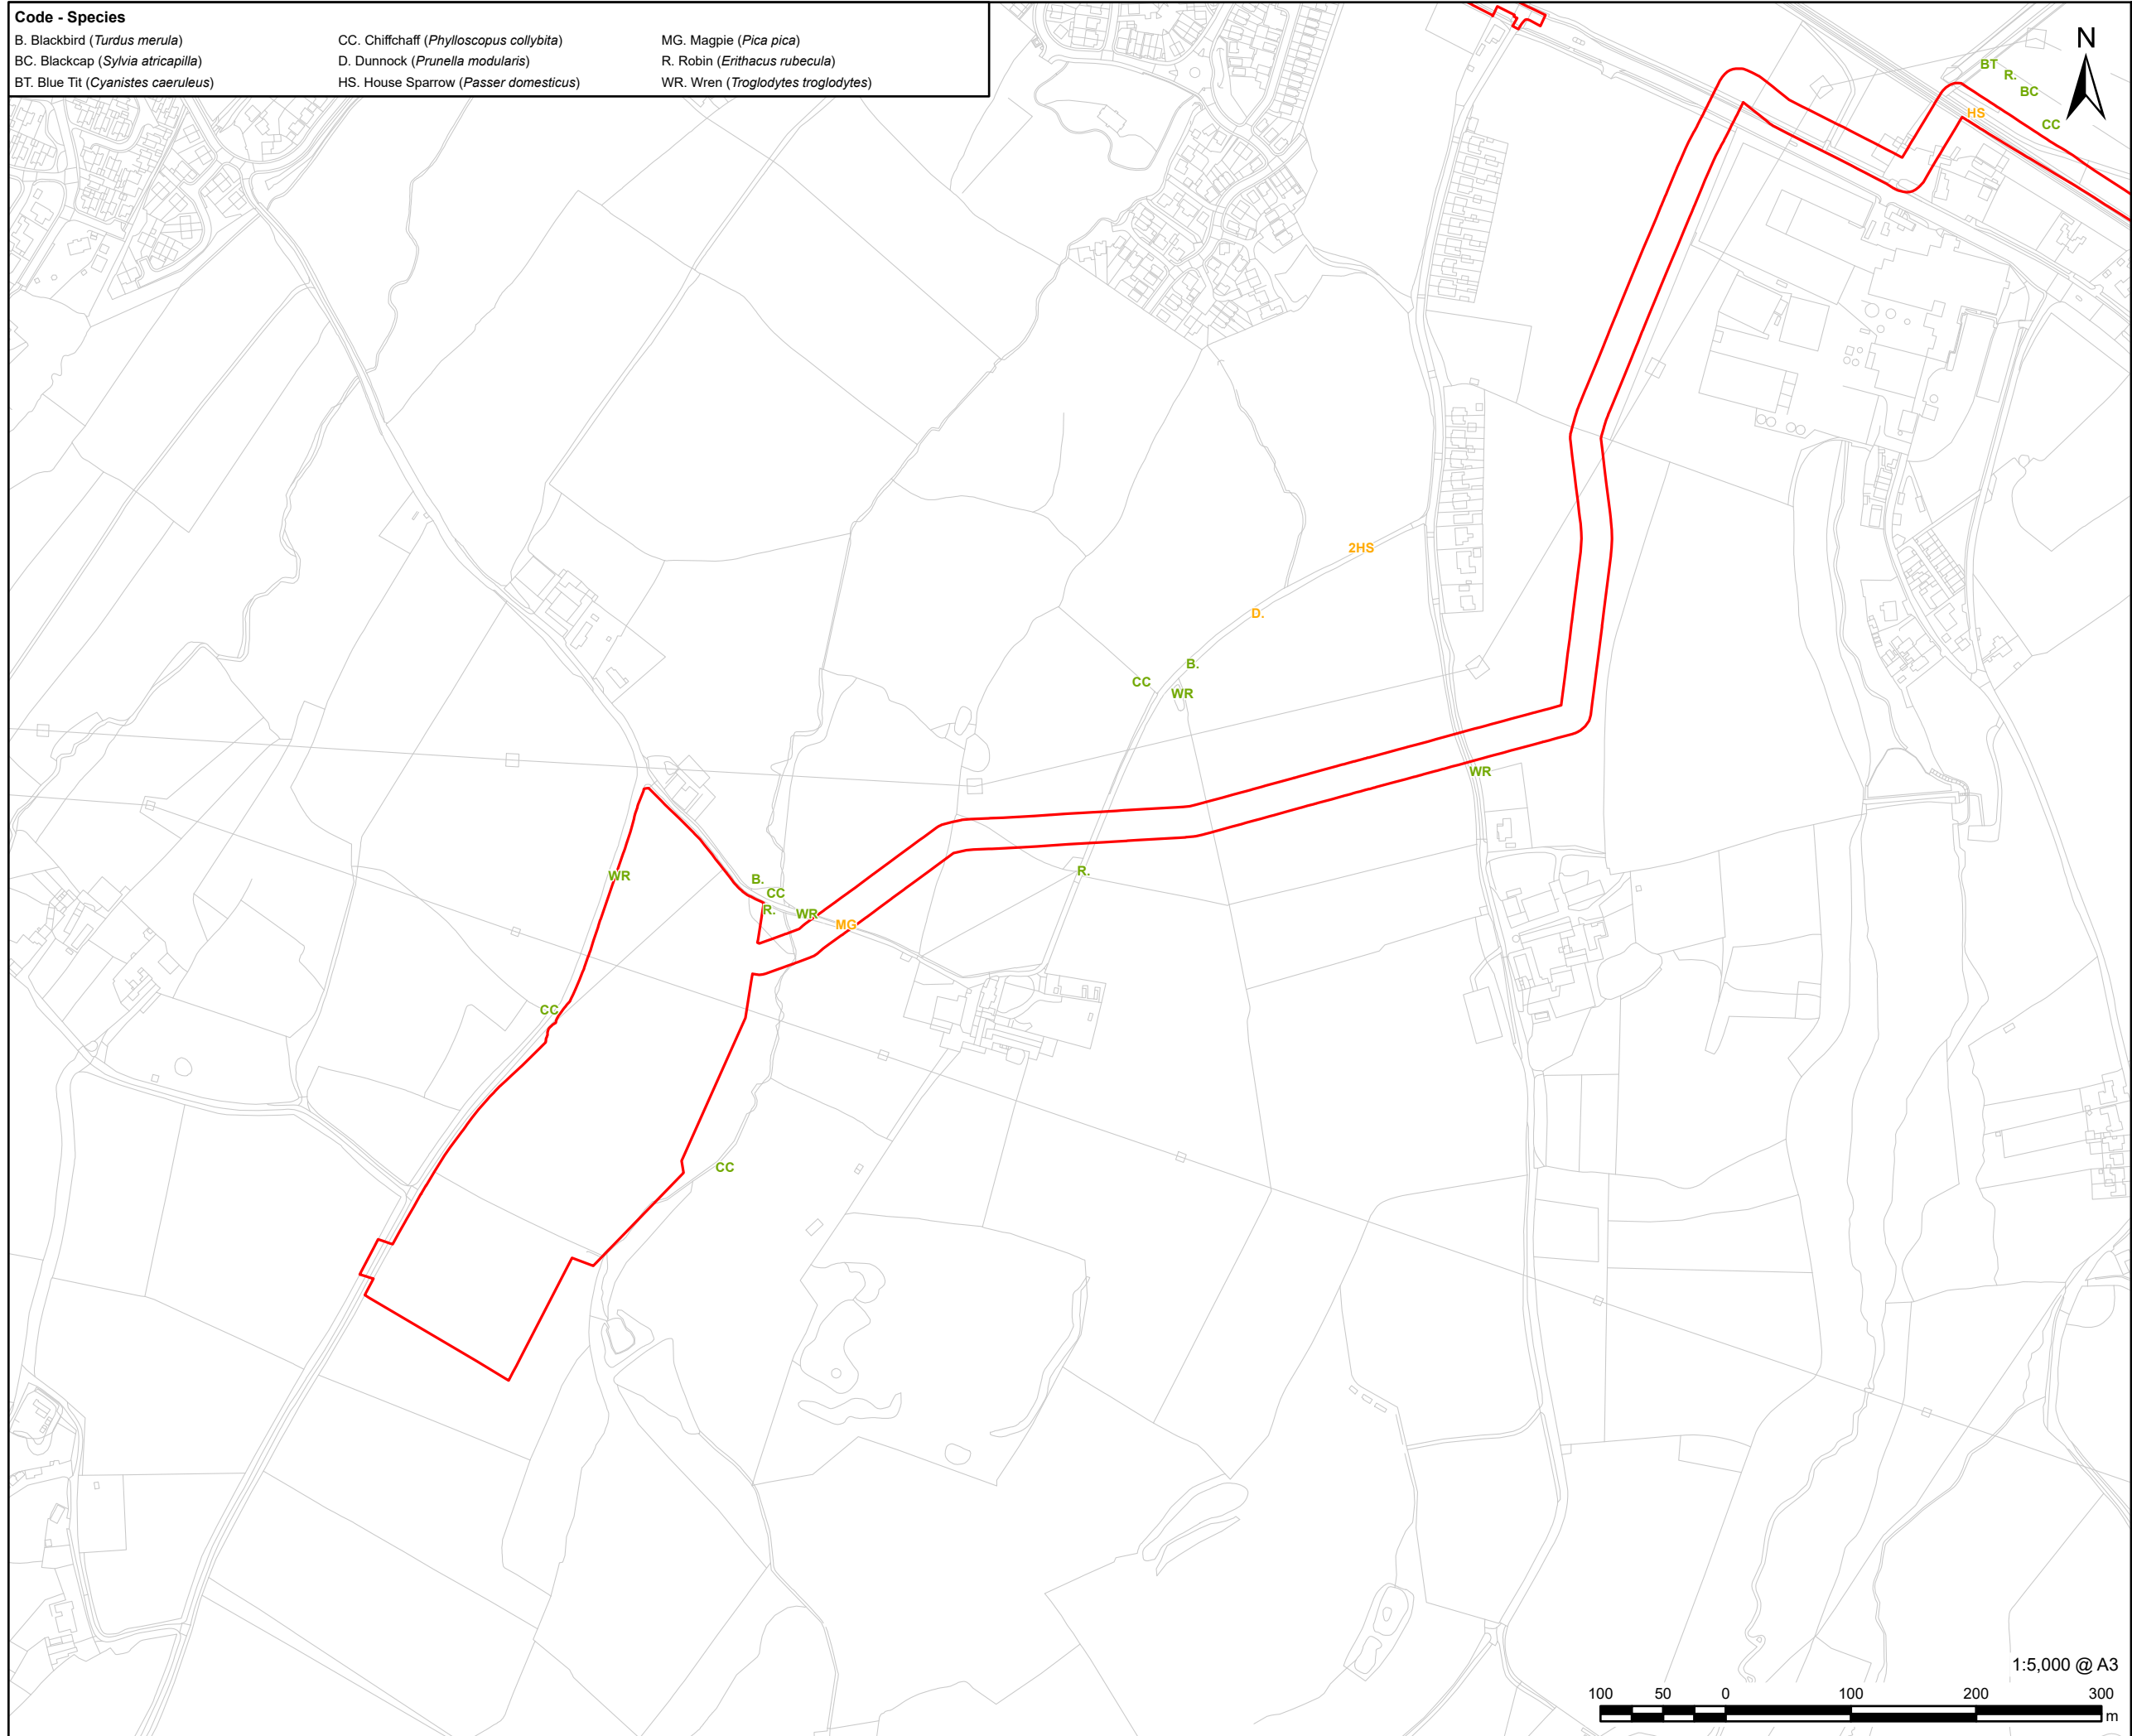 Code - Species
B. Blackbird (Turdus merula) CC. Chiffchaff (Phylloscopus collybita) MG. Magpie (Pica pica)
BC. Blackcap (Sylvia atricapilla) D. Dunnock (Prunella modularis) R. Robin (Erithacus rubecula)
BT. Blue Tit (Cyanistes caeruleus) HS. House Sparrow (Passer domesticus) WR. Wren (Troglodytes troglodytes)
N
BT
R.
BC
HS
CC
2HS
D.
B.
CC
WR
WR
R.
WR
B.
CC
R.
WR
MG
CC
CC
1:5,000 @ A3
100 50 0 100 200 300
m